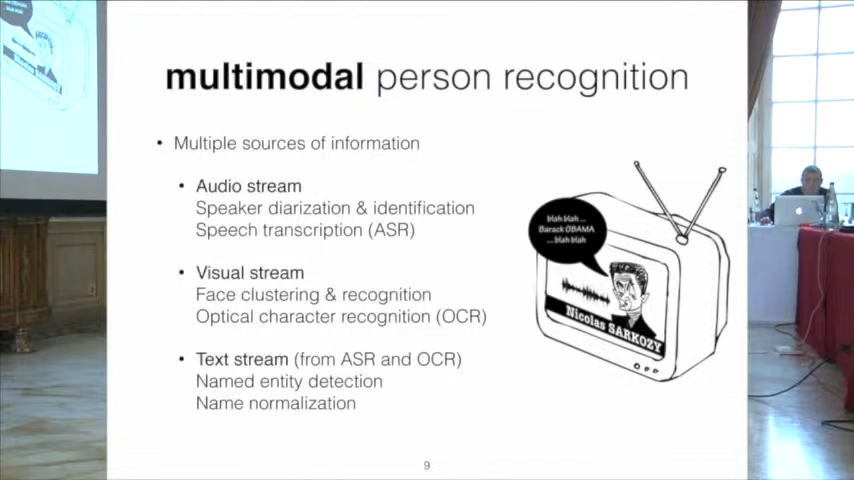 multimodal person recognition
• Multiple sources of information
• Audio stream
Speaker diarization & identification
Speech transcription (ASR)
• Visual stream
Face clustering & recognition
Optical character recognition (OCR)
• Text stream (from ASR and OCR)
Named entity detection
Name normalization
blah blah ...
Barack OBAMA
... blah blah
Nicolas SARKOZY
9